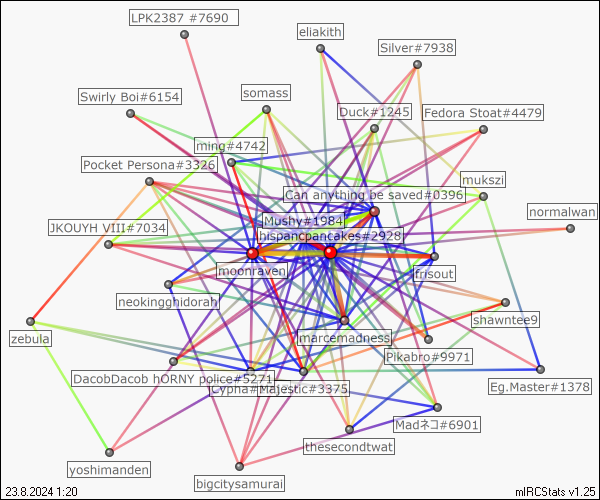 LPK2387 #7690
eliakith
Silver#7938
Swirly Boi#6154
somass
Duck#1245
Fedora Stoat#4479
ming#4742
Pocket Persona#3326
mukszi
Can anything be saved#0396
normalwan
Mushy#1984
JKOUYH VIII#7034
hispancpancakes#2928
moonraven
frisout
neokingghidorah
shawntee9
zebula
marcemadness
Pikabro#9971
DacobDacob hORNY police#5271
Cypha#Majestic#3375
Eg.Master#1378
Madネコ#6901
thesecondtwat
yoshimanden
bigcitysamurai
23.8.2024 1:20
mIRCStats v1.25